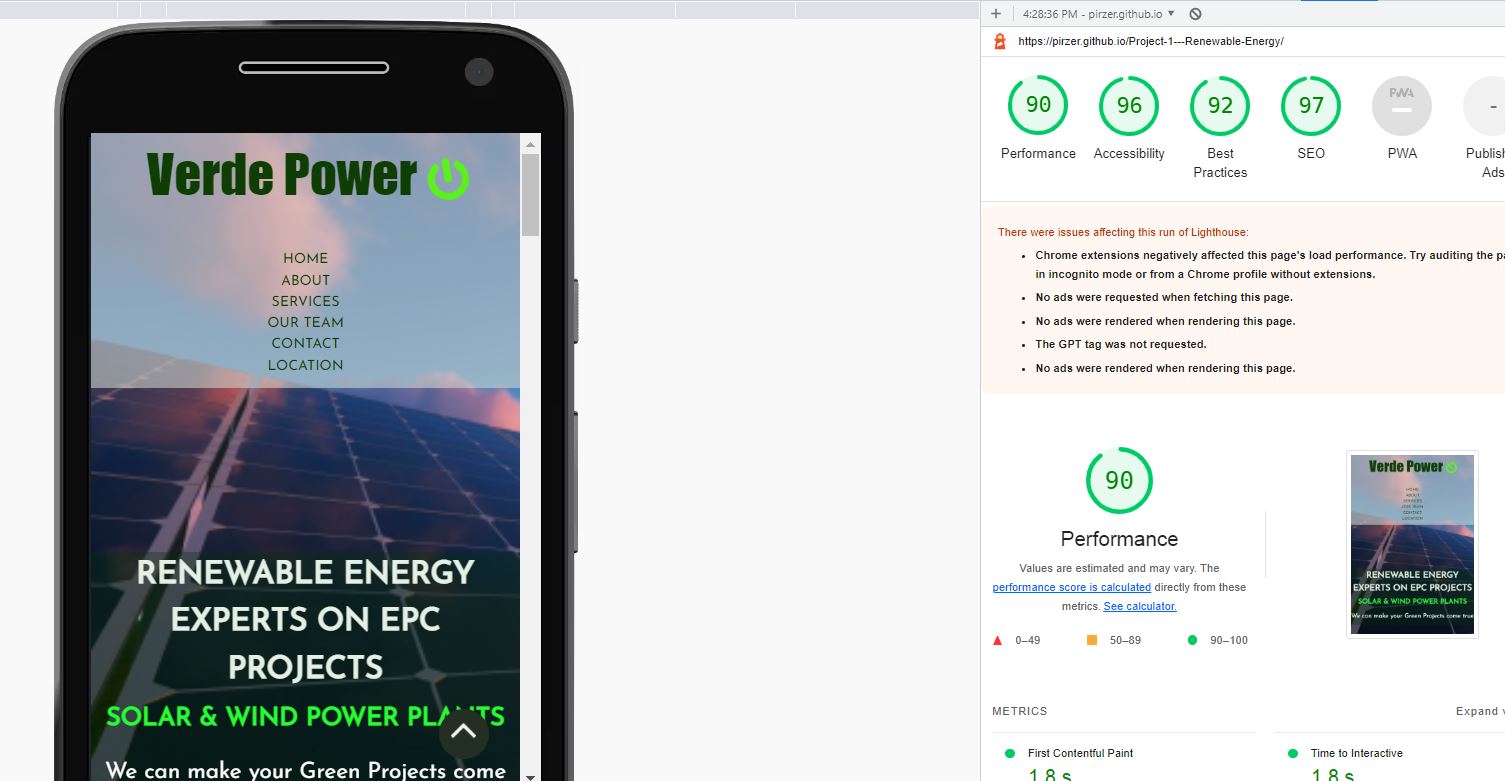 Verde Power
HOME
ABOUT
SERVICES
OUR TEAM
CONTACT
LOCATION
RENEWABLE ENERGY
EXPERTS ON EPC
PROJECTS
SOLAR & WIND POWER PLANTS
We can make your Green Projects come
4:28:36 PM - pirzer.github.io
https://pirzer.github.io/Project-1---Renewable-Energy/
90
96
92
97
PWA
-
Performance
Accessibility
Best
Practices
SEO
PWA
Publish
Ads
There were issues affecting this run of Lighthouse:
Chrome extensions negatively affected this page's load performance. Try auditing the pa
in incognito mode or from a Chrome profile without extensions.
No ads were requested when fetching this page.
No ads were rendered when rendering this page.
The GPT tag was not requested.
No ads were rendered when rendering this page.
90
Performance
Values are estimated and may vary. The
performance score is calculated directly from these
metrics. See calculator.
0–49
50–89
90–100
Verde Power
HOME
ABOUT
SERVICES
OUR TEAM
CONTACT
LOCATION
RENEWABLE ENERGY
EXPERTS ON EPC PROJECTS
SOLAR & WIND POWER PLANTS
We can make your Green Projects come true
METRICS
Expand v
First Contentful Paint
1.8 s
Time to Interactive
1.8 s